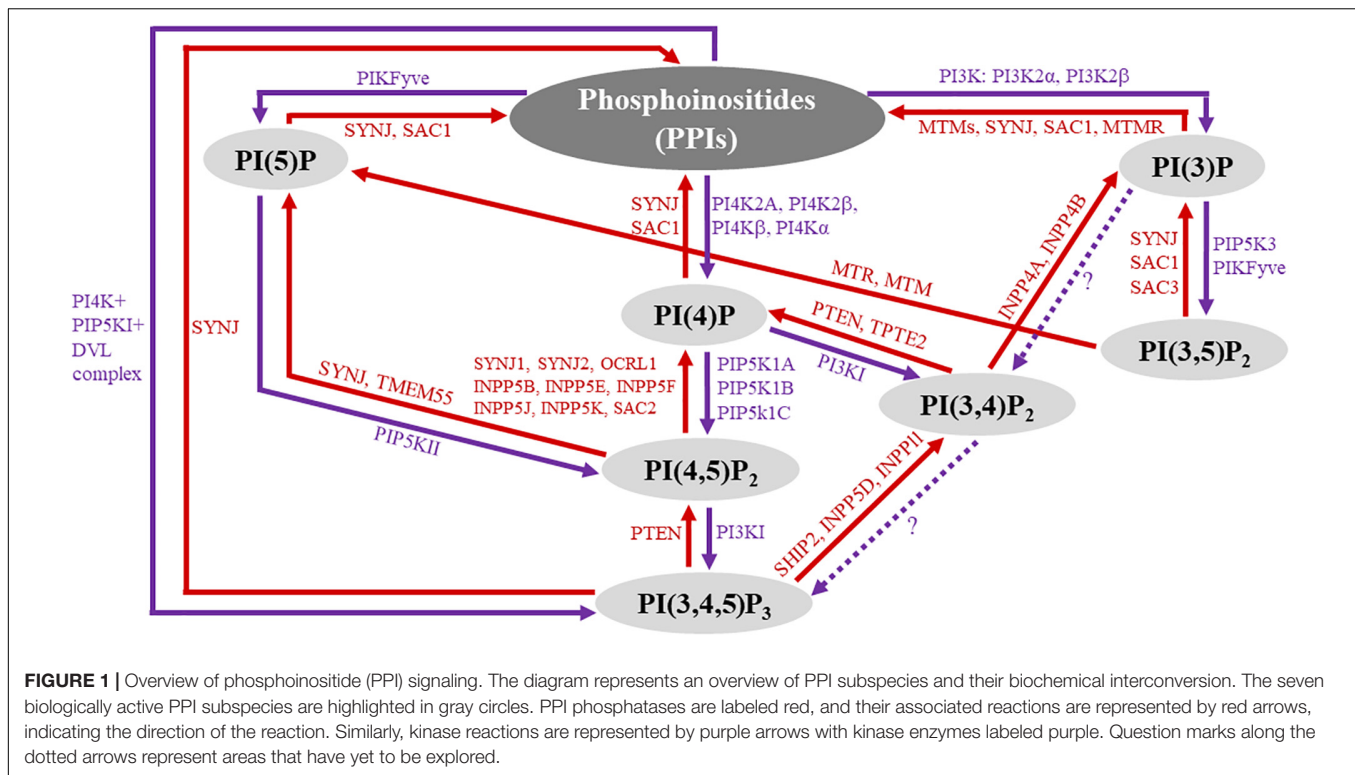 PIKFyve
PI3K: PI3K2α, PI3K2β
Phosphoinositides
(PPIs)
SYNJ, SAC1
MTMs, SYNJ, SAC1, MTMR
PI(5)P
PI(3)P
SYNJ
SAC1
PI4K2A, PI4K2β,
PI4Kβ, PI4Kα
INPP4A, INPP4B
?
SYNJ
SAC1
SAC3
PIP5K3
PIKFyve
MTR, MTM
PI4K+
PIP5KI+
DVL
complex
SYNJ
PI(4)P
PTEN, TPTE2
PI3KI
PI(3,5)P₂
SYNJ, TMEM55
PIP5KII
SYNJ1, SYNJ2, OCRL1
INPP5B, INPP5E, INPP5F
INPP5J, INPP5K, SAC2
PIP5K1A
PIP5K1B
PIP5k1C
PI(3,4)P₂
PI(4,5)P₂
SHIP2, INPP5D, INPP1l
?
PTEN
PI3KI
PI(3,4,5)P₃
FIGURE 1 | Overview of phosphoinositide (PPI) signaling. The diagram represents an overview of PPI subspecies and their biochemical interconversion. The seven
biologically active PPI subspecies are highlighted in gray circles. PPI phosphatases are labeled red, and their associated reactions are represented by red arrows,
indicating the direction of the reaction. Similarly, kinase reactions are represented by purple arrows with kinase enzymes labeled purple. Question marks along the
dotted arrows represent areas that have yet to be explored.